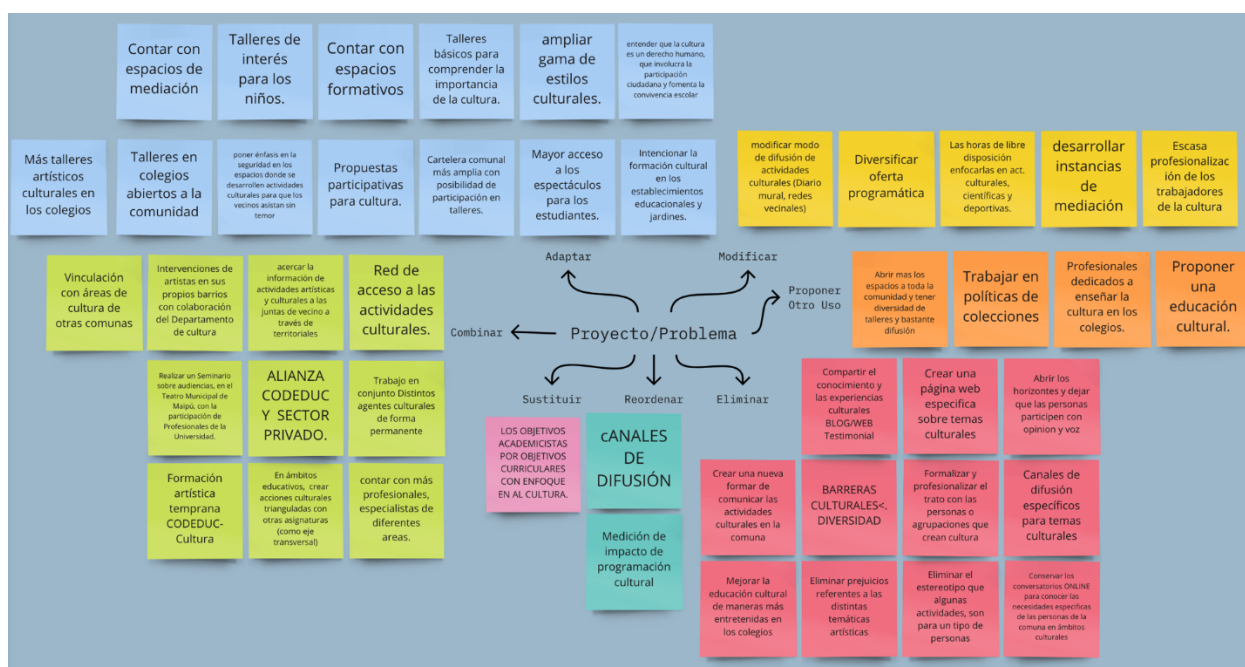 Contar con
espacios de
mediación
Talleres de
interés
para los
niños.
Contar con
espacios
formativos
Talleres
básicos para
comprender la
importancia
de la cultura.
ampliar
gama de
estilos
culturales.
entender que la cultura
es un derecho humano,
que involucra la
participación
ciudadana y fomenta la
convivencia escolar
Más talleres
artísticos
culturales en
los colegios
Talleres en
colegios
abiertos a la
comunidad
poner énfasis en la
seguridad en los
espacios donde se
desarrollen actividades
culturales para que los
vecinos asistan sin
temor
Propuestas
participativas
para cultura.
Cartelera comunal
más amplia con
posibilidad de
participación en
talleres.
Mayor acceso
a los
espectáculos
para los
estudiantes.
Intencionar la
formación cultural
en los
establecimientos
educacionales y
jardines.
modificar modo
de difusión de
actividades
culturales (Diario
mural, redes
vecinales)
Diversificar
oferta
programática
Las horas de libre
disposición
enfocarlas en act.
culturales,
científicas y
deportivas.
desarrollar
instancias
de
mediación
Escasa
profesionalizac
ión de los
trabajadores
de la cultura
Adaptar
Modificar
Proponer
Otro Uso
Combinar
Proyecto/Problema
Sustituir
Reordenar
Eliminar
Vinculación
con áreas de
cultura de
otras comunas
Intervenciones de
artistas en sus
propios barrios
con colaboración
del Departamento
de cultura
acercar la
información de
actividades artísticas
y culturales a las
juntas de vecino a
través de
territoriales
Red de
acceso a las
actividades
culturales.
Realizar un Seminario
sobre audiencias, en el
Teatro Municipal de
Maipú, con la
participación de
Profesionales de la
Universidad.
ALIANZA
CODEDUC
Y SECTOR
PRIVADO.
Trabajo en
conjunto Distintos
agentes culturales
de forma
permanente
Formación
artística
temprana
CODEDUC-
Cultura
En ámbitos
educativos, crear
acciones culturales
trianguladas con
otras asignaturas
(como eje
transversal)
contar con más
profesionales,
especialistas de
diferentes
areas.
Abrir mas los
espacios a toda la
comunidad y tener
diversidad de
talleres y bastante
difusión
Trabajar en
políticas de
colecciones
Profesionales
dedicados a
enseñar la
cultura en los
colegios.
Proponer
una
educación
cultural.
LOS OBJETIVOS
ACADEMICISTAS
POR OBJETIVOS
CURRICULARES
CON ENFOQUE
EN AL CULTURA.
cANALES
DE
DIFUSIÓN
Medición de
impacto de
programación
cultural
Compartir el
conocimiento y
las experiencias
culturales
BLOG/WEB
Testimonial
Crear una
página web
especifica
sobre temas
culturales
Abrir los
horizontes y dejar
que las personas
participen con
opinion y voz
Crear una nueva
formar de
comunicar las
actividades
culturales en la
comuna
BARRERAS
CULTURALES<.
DIVERSIDAD
Formalizar y
profesionalizar el
trato con las
personas o
agrupaciones que
crean cultura
Canales de
difusión
específicos
para temas
culturales
Mejorar la
educación cultural
de maneras más
entretenidas en
los colegios
Eliminar prejuicios
referentes a las
distintas
temáticas
artísticas
Eliminar el
estereotipo que
algunas
actividades, son
para un tipo de
personas
Conservar los
conversatorios ONLINE
para conocer las
necesidades especificas
de las personas de la
comuna en ámbitos
culturales